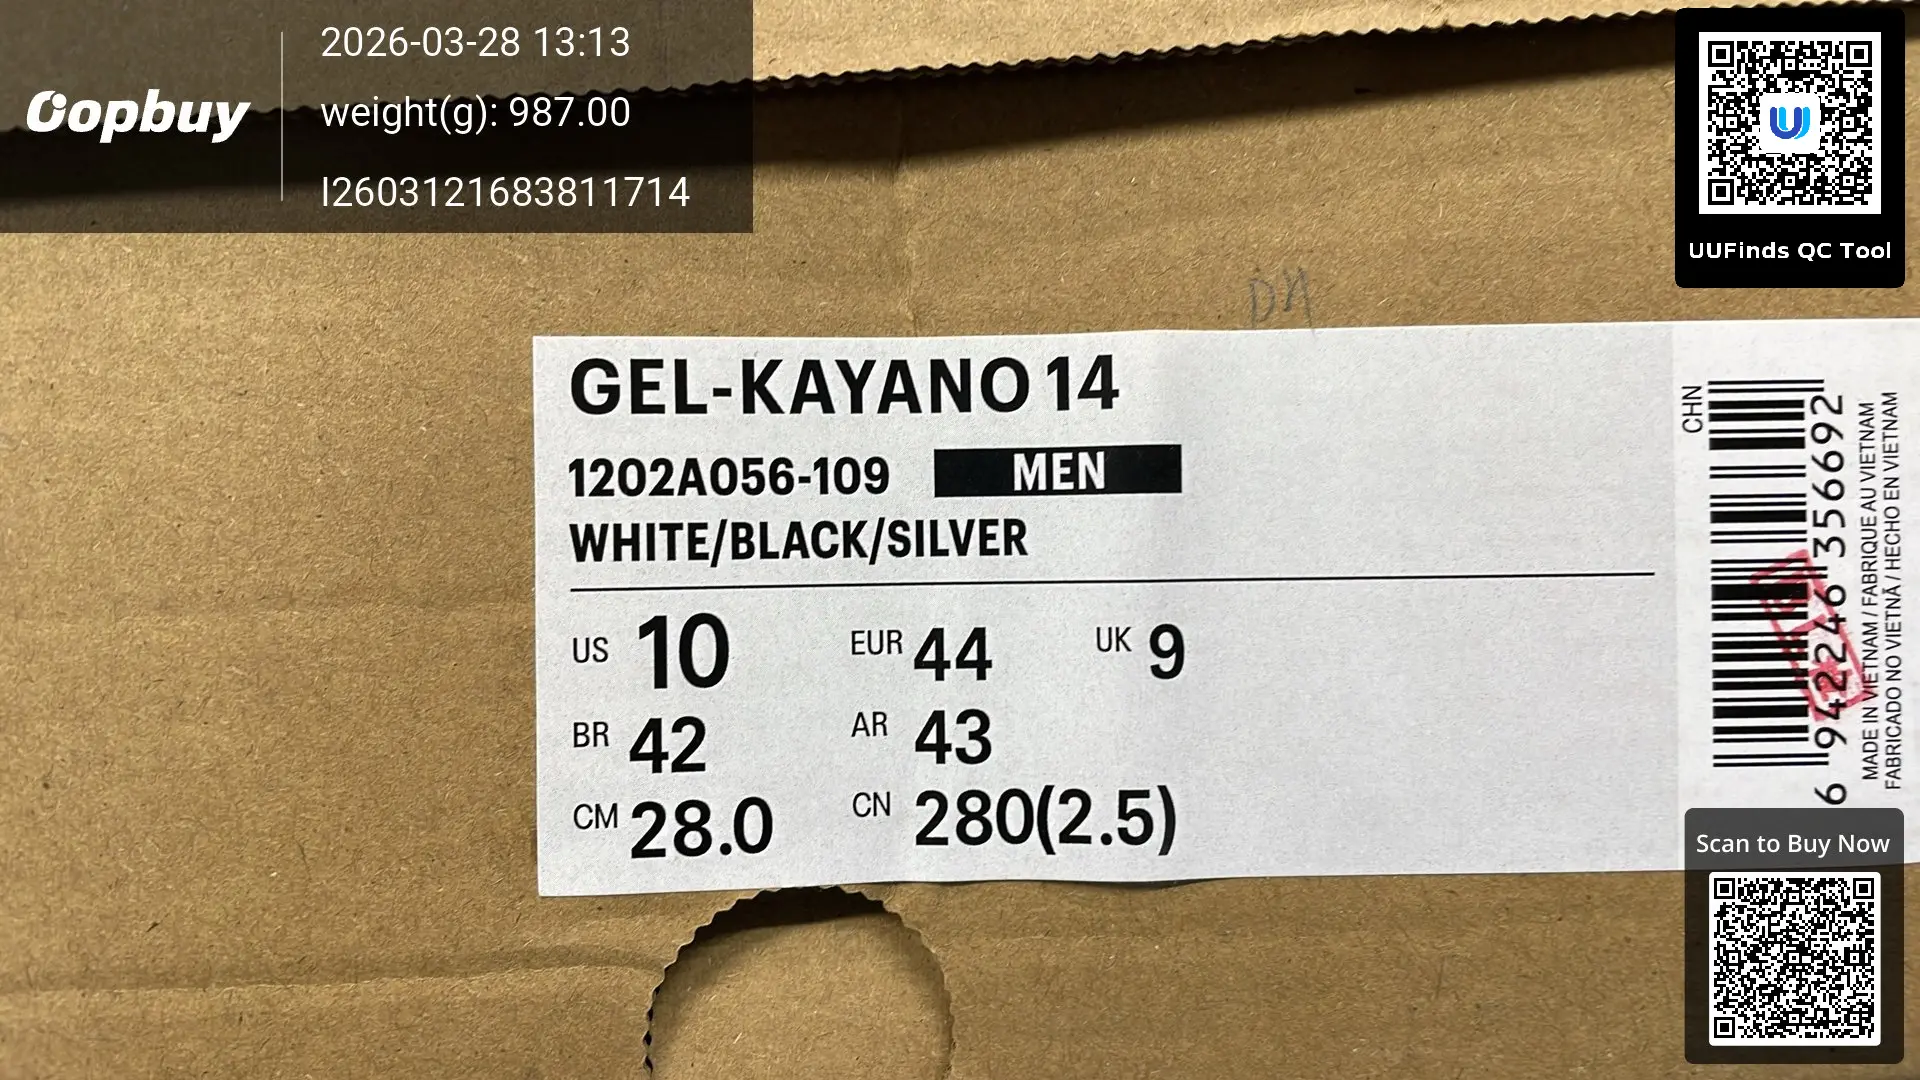 Oopbuy
2026-03-28 13:13
weight(g): 987.00
I2603121683811714
UUFinds QC Tool
D4
GEL-KAYANO 14
1202A056-109 MEN
WHITE/BLACK/SILVER
US 10 EUR 44 UK 9
BR 42 AR 43
CM 28.0 CN 280(2.5)
CHN
6 942246 356692
MADE IN VIETNAM / FABRIQUE AU VIETNAM
FABRICADO NO VIETNÃ / HECHO EN VIETNAM
Scan to Buy Now